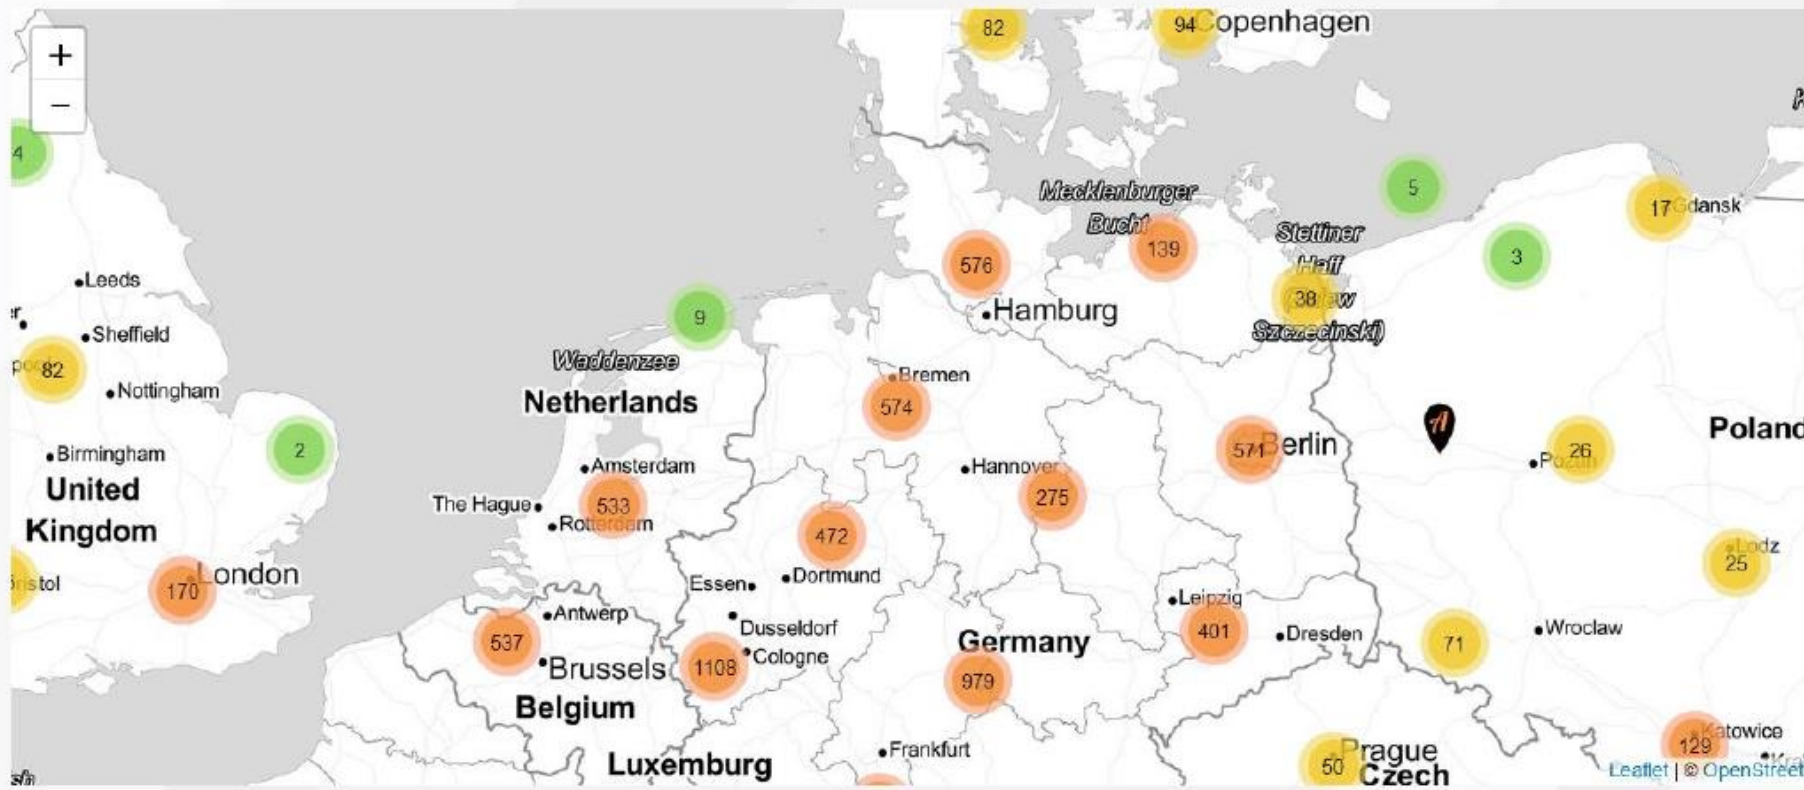 82
94
Copenhagen
+
−
4
5
Mecklenburger
Bucht
139
17
Gdansk
Stettiner
Haff
38
Szczecinski)
3
576
Hamburg
Leeds
Sheffield
82
Nottingham
9
Waddenzee
Netherlands
Bremen
574
Birmingham
United
Kingdom
2
Amsterdam
The Hague
533
Rotterdam
Hannover
275
571
Berlin
A
26
Poland
472
Lodz
25
170
London
Essen
Dortmund
Antwerp
537
Brussels
Belgium
Dusseldorf
Cologne
1108
Germany
979
Leipzig
401
Dresden
71
Wroclaw
Luxemburg
Frankfurt
Prague
50
Czech
Katowice
129
Leaflet | © OpenStreet